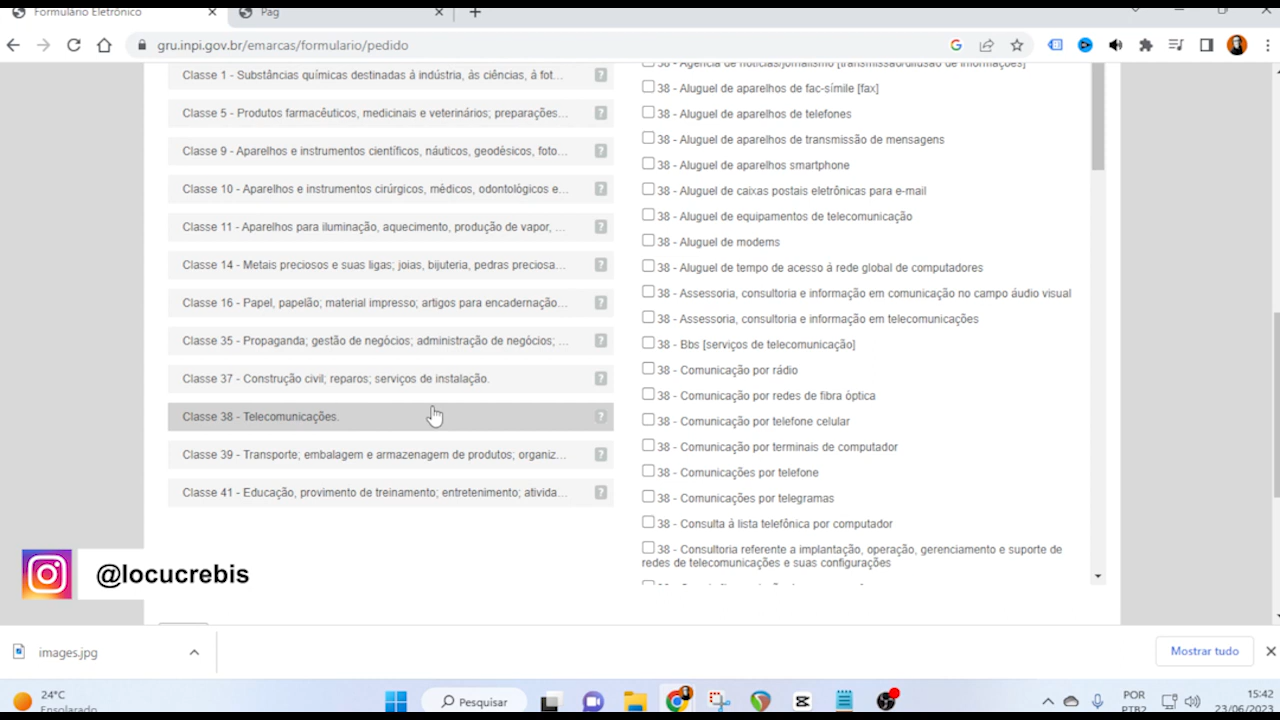 Formulário Eletrônico
Pag
gru.inpi.gov.br/emarcas/formulario/pedido
Classe 1 - Substâncias químicas destinadas à indústria, às ciências, à fot...
Classe 5 - Produtos farmacêuticos, medicinais e veterinários; preparações...
Classe 9 - Aparelhos e instrumentos científicos, náuticos, geodésicos, foto...
Classe 10 - Aparelhos e instrumentos cirúrgicos, médicos, odontológicos e...
Classe 11 - Aparelhos para iluminação, aquecimento, produção de vapor, ...
Classe 14 - Metais preciosos e suas ligas; joias, bijuteria, pedras preciosa...
Classe 16 - Papel, papelão; material impresso; artigos para encadernação...
Classe 35 - Propaganda; gestão de negócios; administração de negócios; ...
Classe 37 - Construção civil; reparos; serviços de instalação.
Classe 38 - Telecomunicações.
Classe 39 - Transporte; embalagem e armazenagem de produtos; organiz...
Classe 41 - Educação, provimento de treinamento; entretenimento; ativida...
38 - Agência de notícias/jornalismo [transmissão/difusão de informações]
38 - Aluguel de aparelhos de fac-símile [fax]
38 - Aluguel de aparelhos de telefones
38 - Aluguel de aparelhos de transmissão de mensagens
38 - Aluguel de aparelhos smartphone
38 - Aluguel de caixas postais eletrônicas para e-mail
38 - Aluguel de equipamentos de telecomunicação
38 - Aluguel de modems
38 - Aluguel de tempo de acesso à rede global de computadores
38 - Assessoria, consultoria e informação em comunicação no campo áudio visual
38 - Assessoria, consultoria e informação em telecomunicações
38 - Bbs [serviços de telecomunicação]
38 - Comunicação por rádio
38 - Comunicação por redes de fibra óptica
38 - Comunicação por telefone celular
38 - Comunicação por terminais de computador
38 - Comunicações por telefone
38 - Comunicações por telegramas
38 - Consulta à lista telefônica por computador
38 - Consultoria referente a implantação, operação, gerenciamento e suporte de
redes de telecomunicações e suas configurações
@locucrebis
images.jpg
Mostrar tudo
24°C
Ensolarado
Pesquisar
POR
PTB2
15:42
23/06/2023